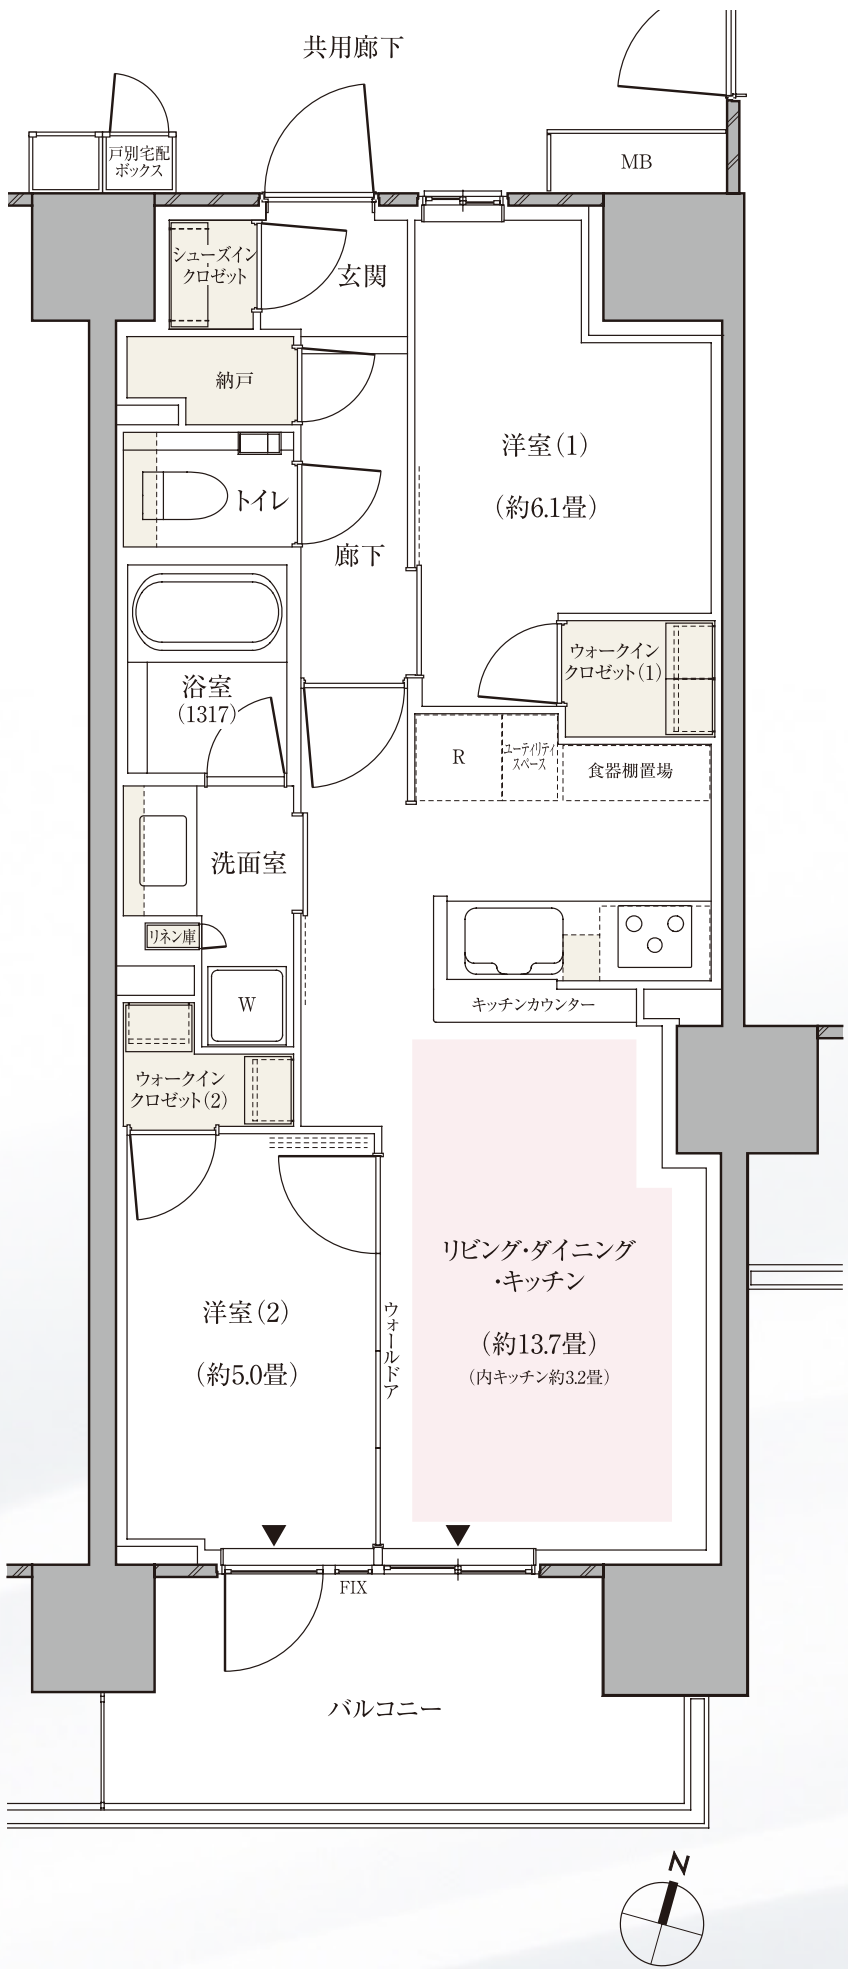 共用廊下
戸別宅配
ボックス
MB
シューズイン
クロゼット
玄関
納戸
洋室(1)
(約6.1畳)
トイレ
廊下
ウォークイン
クロゼット(1)
浴室
(1317)
R
ユーティリティ
スペース
食器棚置場
洗面室
リネン庫
W
キッチンカウンター
ウォークイン
クロゼット(2)
リビング・ダイニング
・キッチン
(約13.7畳)
(内キッチン約3.2畳)
洋室(2)
(約5.0畳)
ウォールドア
FIX
バルコニー
N